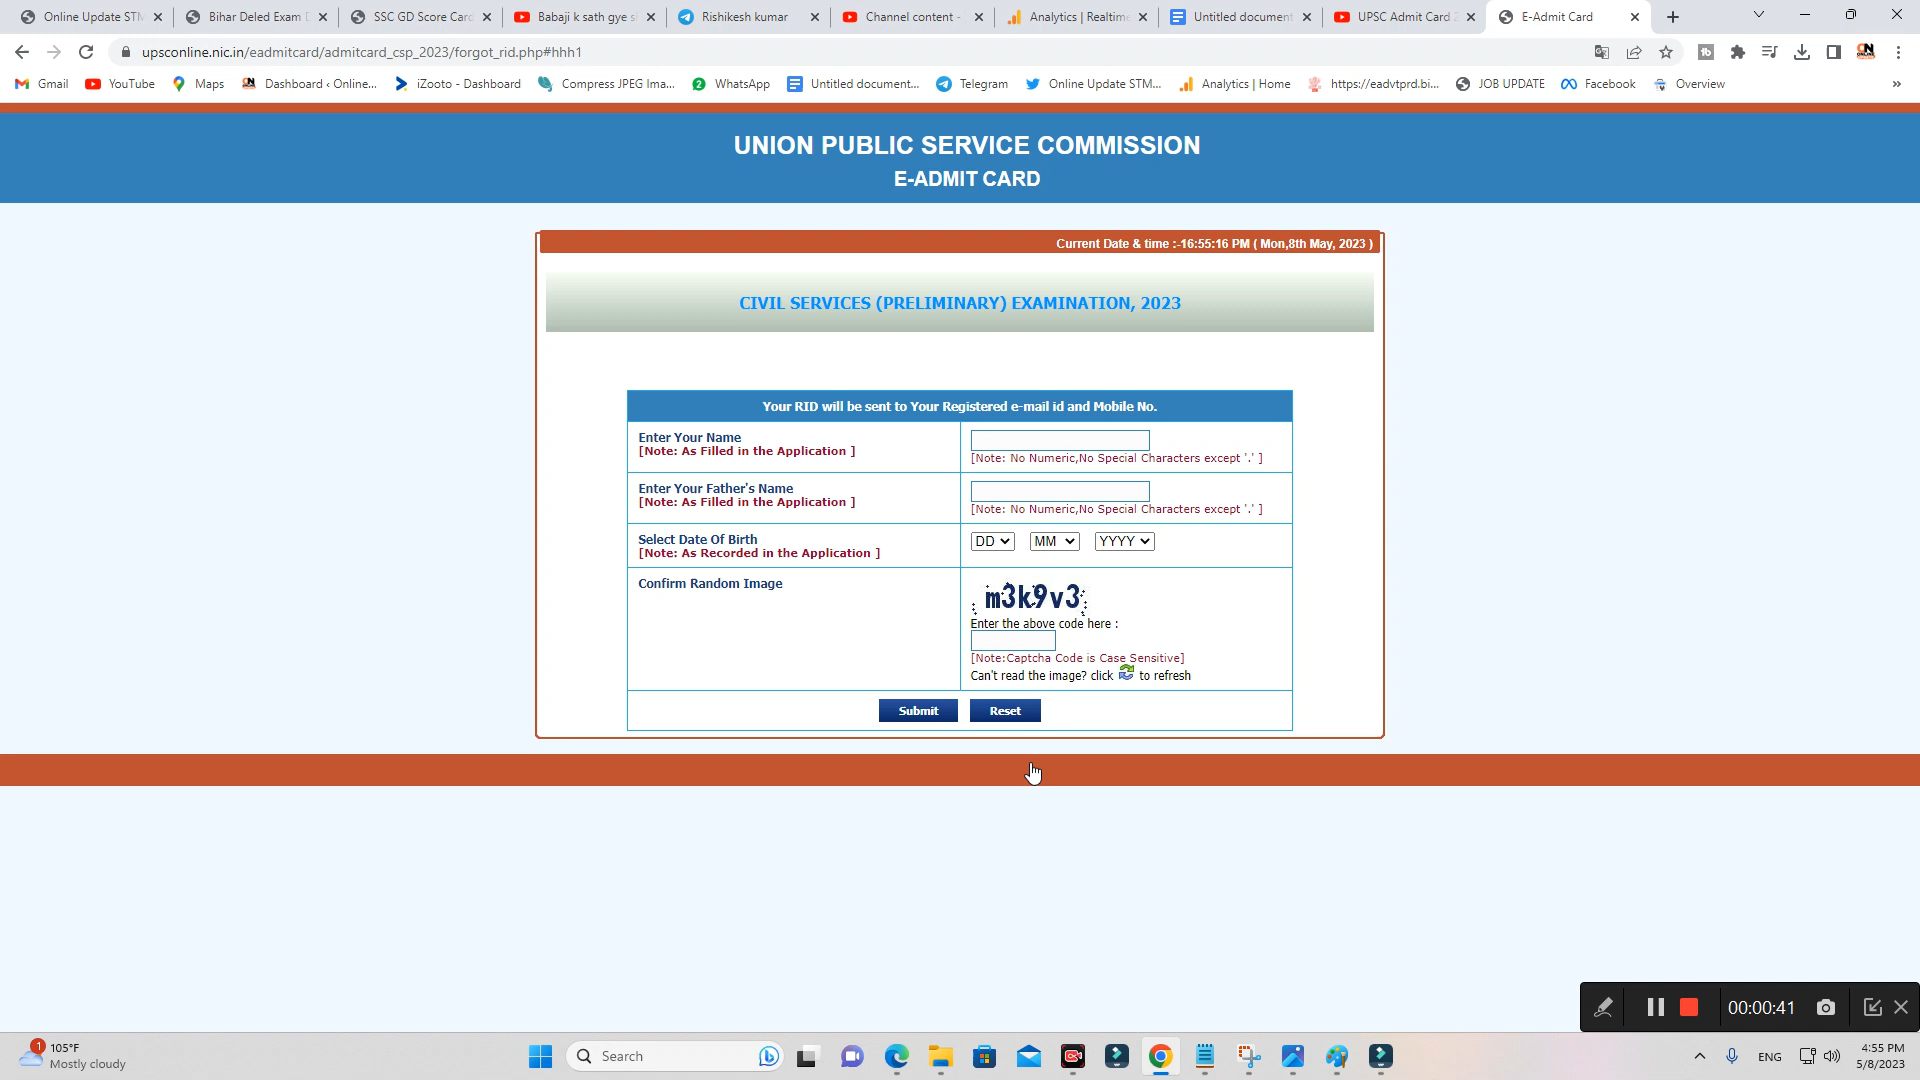 Online Update STM
Bihar Deled Exam D
SSC GD Score Card
Babaji k sath gye s
Rishikesh kumar
Channel content -
Analytics | Realtime
Untitled document
UPSC Admit Card 2
E-Admit Card
upsconline.nic.in/eadmitcard/admitcard_csp_2023/forgot_rid.php#hhh1
Gmail
YouTube
Maps
Dashboard ‹ Online...
iZooto - Dashboard
Compress JPEG Ima...
2
WhatsApp
Untitled document...
Telegram
Online Update STM...
Analytics | Home
https://eadvtprd.bi...
JOB UPDATE
Facebook
Overview
»
UNION PUBLIC SERVICE COMMISSION
E-ADMIT CARD
Current Date & time :-16:55:16 PM ( Mon,8th May, 2023 )
CIVIL SERVICES (PRELIMINARY) EXAMINATION, 2023
Your RID will be sent to Your Registered e-mail id and Mobile No.
Enter Your Name
[Note: As Filled in the Application ]
[Note: No Numeric,No Special Characters except '.' ]
Enter Your Father's Name
[Note: As Filled in the Application ]
[Note: No Numeric,No Special Characters except '.' ]
Select Date Of Birth
[Note: As Recorded in the Application ]
DD MM YYYY
Confirm Random Image
m3k9v3
Enter the above code here :
[Note:Captcha Code is Case Sensitive]
Can't read the image? click to refresh
Submit Reset
00:00:41
1
105°F
Mostly cloudy
Search
ENG
4:55 PM
5/8/2023